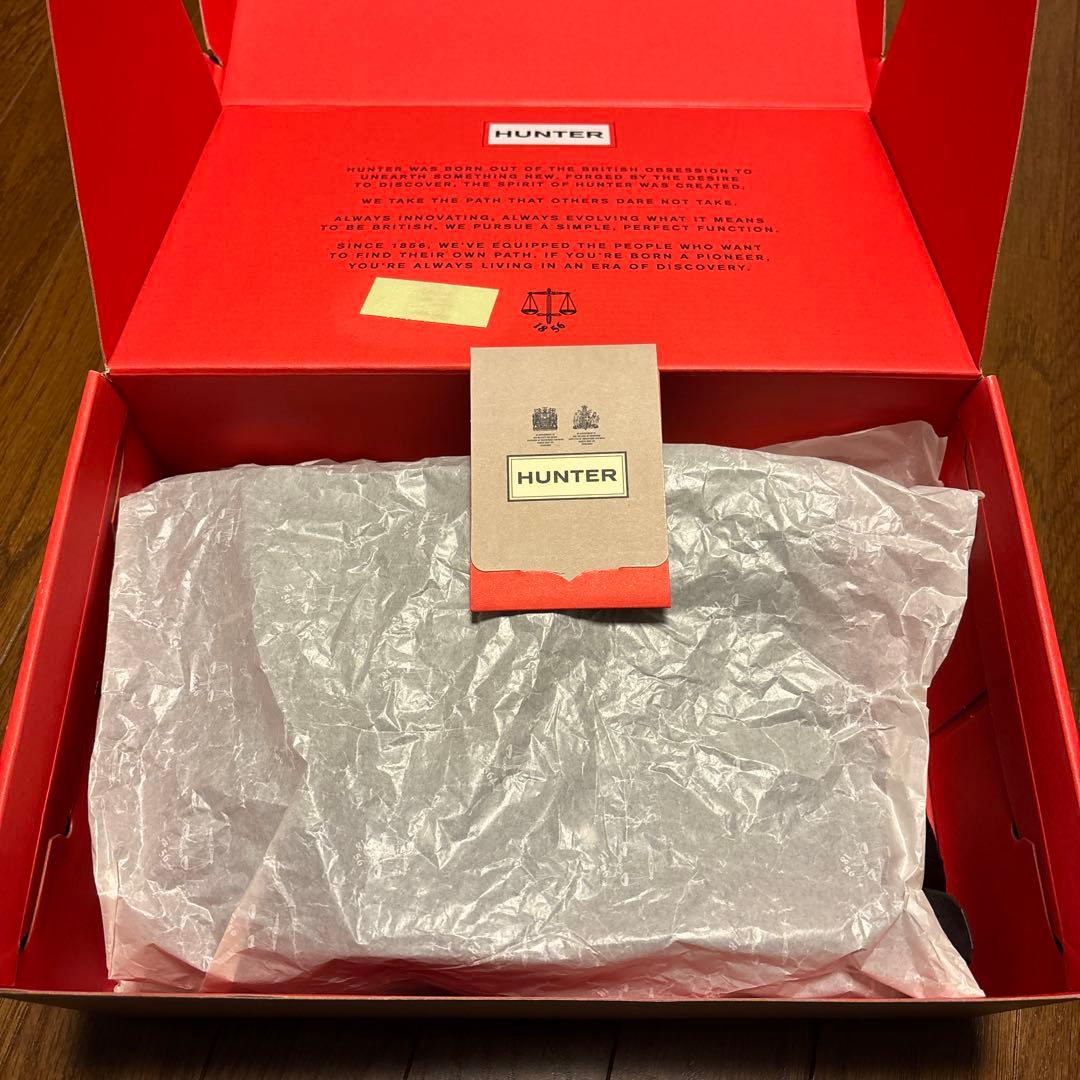 HUNTER
HUNTER WAS BORN OUT OF THE BRITISH OBSESSION TO
UNEARTH SOMETHING NEW, FORGED BY THE DESIRE
TO DISCOVER, THE SPIRIT OF HUNTER WAS CREATED.
WE TAKE THE PATH THAT OTHERS DARE NOT TAKE.
ALWAYS INNOVATING, ALWAYS EVOLVING WHAT IT MEANS
TO BE BRITISH, WE PURSUE A SIMPLE, PERFECT FUNCTION.
SINCE 1856, WE'VE EQUIPPED THE PEOPLE WHO WANT
TO FIND THEIR OWN PATH. IF YOU'RE BORN A PIONEER,
YOU'RE ALWAYS LIVING IN AN ERA OF DISCOVERY.
1856
HUNTER